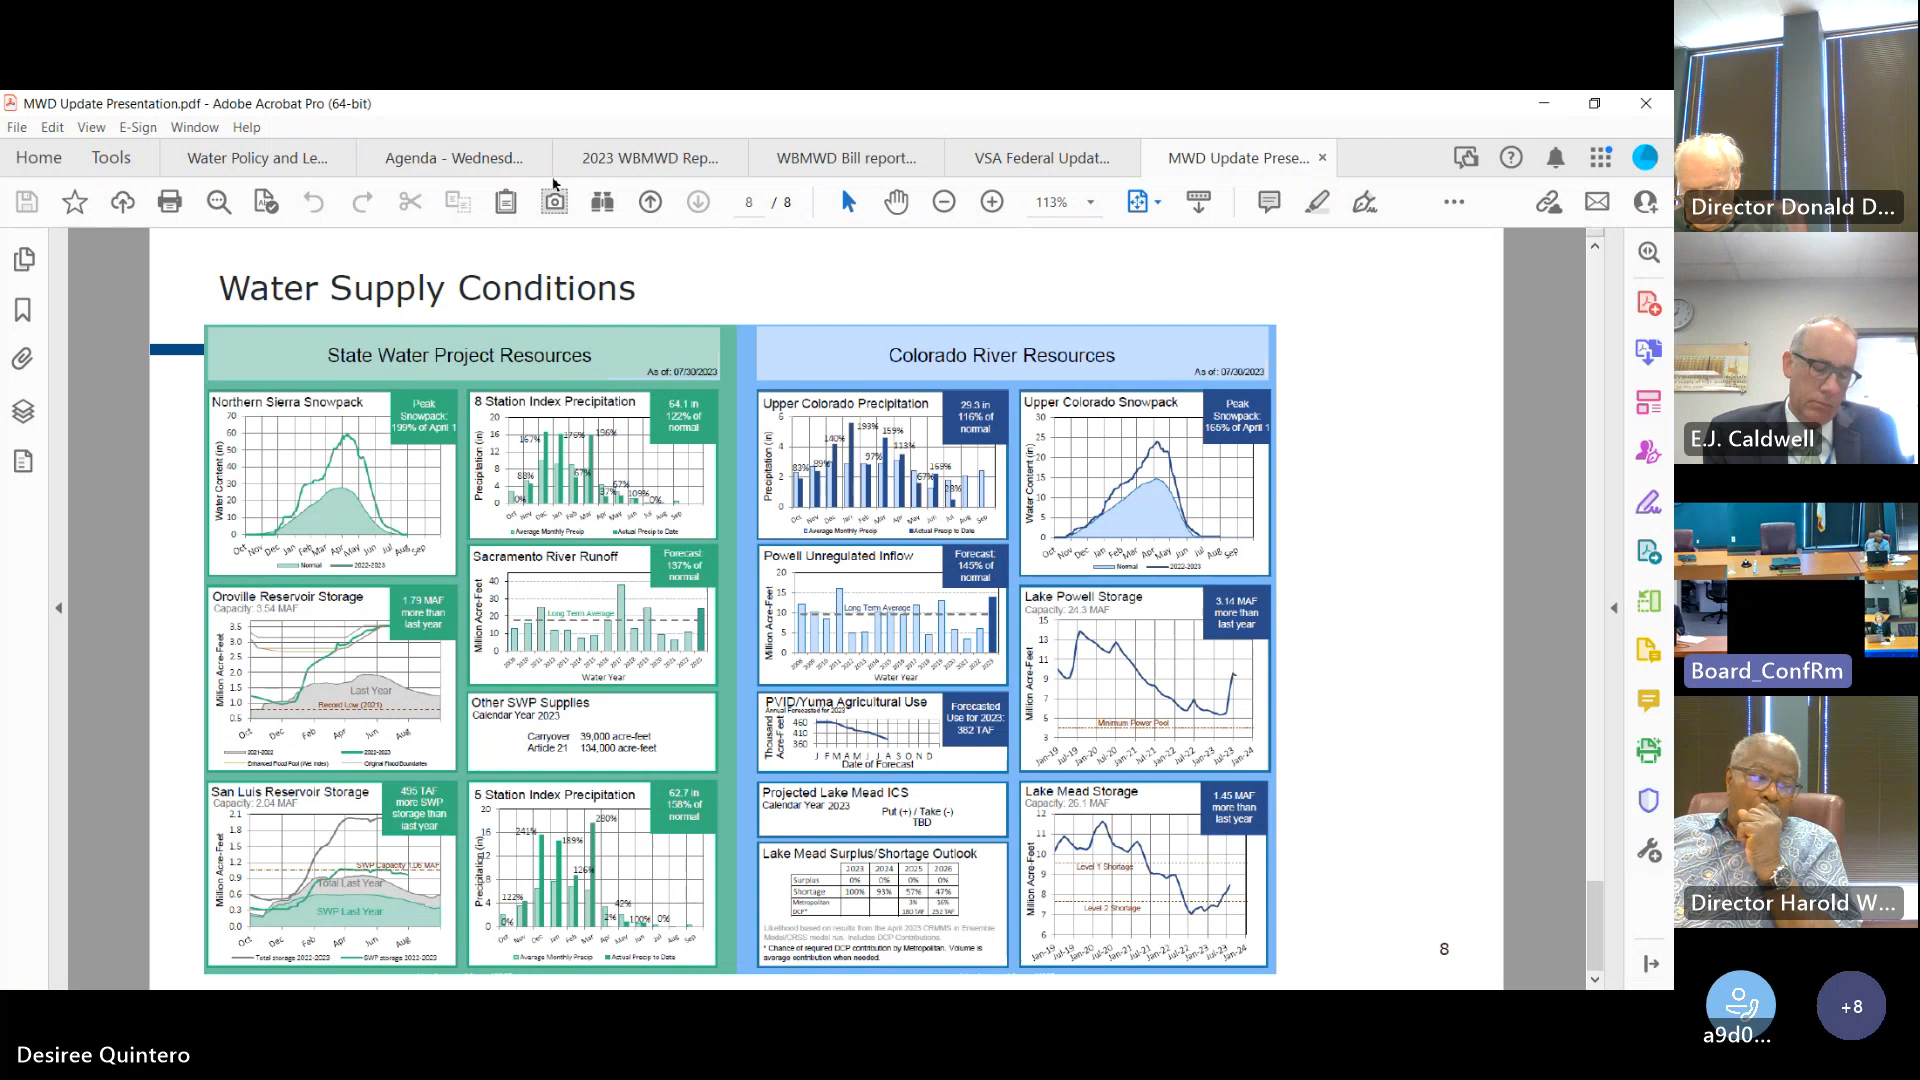 MWD Update Presentation.pdf - Adobe Acrobat Pro (64-bit)
File Edit View E-Sign Window Help
Home Tools Water Policy and Le... Agenda - Wednesd... 2023 WBMWD Rep... WBMWD Bill report... VSA Federal Updat... MWD Update Prese...
8 / 8 113%
Water Supply Conditions
State Water Project Resources
As of: 07/30/2023
Northern Sierra Snowpack
Peak
Snowpack:
199% of April 1
Water Content (in)
Normal 2022-2023
8 Station Index Precipitation
64.1 in
122% of
normal
Precipitation (in)
Average Monthly Precip Actual Precip to Date
Oroville Reservoir Storage
Capacity: 3.54 MAF
1.79 MAF
more than
last year
Million Acre-Feet
Last Year
Record Low (2021)
2021-2022 2022-2023
Enhanced Flood Pool (Wet Index) Original Flood Boundaries
Sacramento River Runoff
Forecast:
137% of
normal
Million Acre-Feet
Long Term Average
Water Year
Other SWP Supplies
Calendar Year 2023
Carryover 39,000 acre-feet
Article 21 134,000 acre-feet
San Luis Reservoir Storage
Capacity: 2.04 MAF
495 TAF
more SWP
storage than
last year
Million Acre-Feet
SWP Capacity 1.06 MAF
Total Last Year
SWP Last Year
Total storage 2022-2023 SWP storage 2022-2023
5 Station Index Precipitation
62.7 in
158% of
normal
Precipitation (in)
Average Monthly Precip Actual Precip to Date
Colorado River Resources
As of: 07/30/2023
Upper Colorado Precipitation
29.3 in
116% of
normal
Precipitation (in)
Average Monthly Precip Actual Precip to Date
Upper Colorado Snowpack
Peak
Snowpack:
165% of April 1
Water Content (in)
Normal 2022-2023
Powell Unregulated Inflow
Forecast:
145% of
normal
Million Acre-Feet
Long Term Average
Water Year
Lake Powell Storage
Capacity: 24.3 MAF
3.14 MAF
more than
last year
Million Acre-Feet
Minimum Power Pool
PVID/Yuma Agricultural Use
Annual Forecasted for 2023
Forecasted
Use for 2023:
382 TAF
Thousand
Acre-Feet
460
410
360
J F M A M J J A S O N D
Date of Forecast
Projected Lake Mead ICS
Calendar Year 2023
Put (+) / Take (-)
TBD
Lake Mead Surplus/Shortage Outlook
2023 2024 2025 2026
Surplus 0% 0% 0% 0%
Shortage 100% 93% 57% 47%
Metropolitan 3% 16%
DCP* 180 TAF 252 TAF
Likelihood based on results from the April 2023 CRMMS in Ensemble
Mode/CRSS model run. Includes DCP Contributions.
* Chance of required DCP contribution by Metropolitan. Volume is
average contribution when needed.
Lake Mead Storage
Capacity: 26.1 MAF
1.45 MAF
more than
last year
Million Acre-Feet
Level 1 Shortage
Level 2 Shortage
8
Director Donald D...
E.J. Caldwell
Board_ConfRm
Director Harold W...
a9d0...
+8
Desiree Quintero